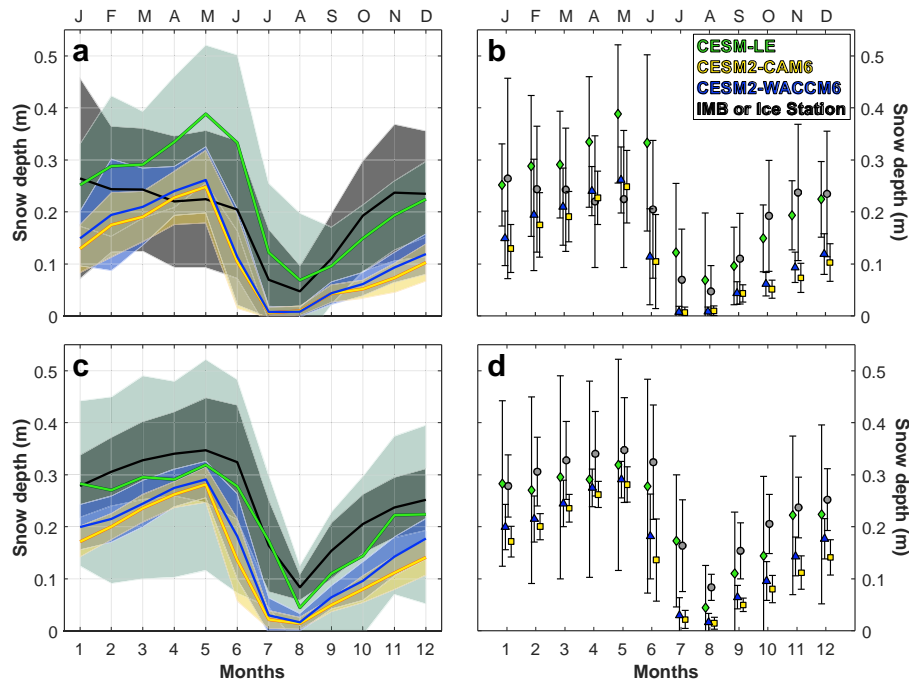 J F M A M J J A S O N D
J F M A M J J A S O N D
a
b
CESM-LE
CESM2-CAM6
CESM2-WACCM6
IMB or Ice Station
Snow depth (m)
0.5
0.4
0.3
0.2
0.1
0
0.5
0.4
0.3
0.2
0.1
0
Snow depth (m)
c
d
Snow depth (m)
0.5
0.4
0.3
0.2
0.1
0
0.5
0.4
0.3
0.2
0.1
0
Snow depth (m)
1 2 3 4 5 6 7 8 9 10 11 12
1 2 3 4 5 6 7 8 9 10 11 12
Months
Months